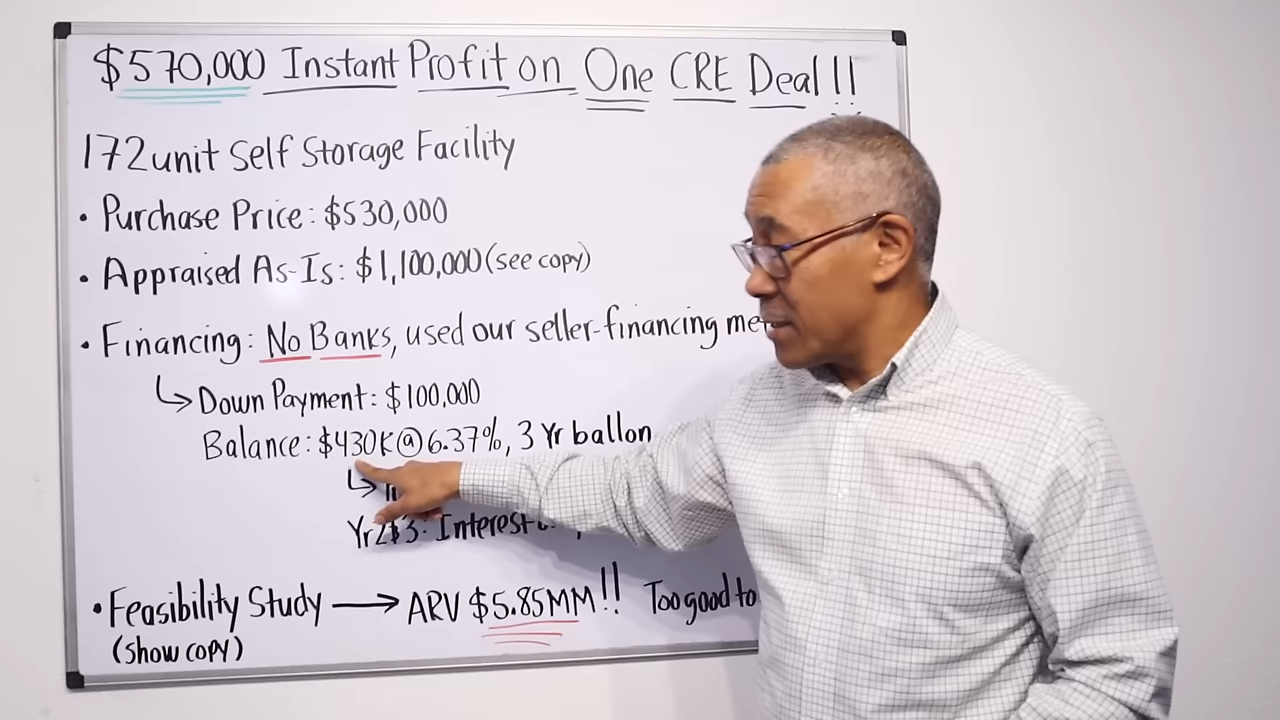 $570,000 Instant Profit on One CRE Deal!!
172 unit Self Storage Facility
• Purchase Price: $530,000
• Appraised As-Is: $1,100,000 (see copy)
• Financing: No Banks, used our seller-financing
↳ Down Payment: $100,000
Balance: $430K @ 6.37%, 3 Yr ballon
Yr 2&3: Interest
• Feasibility Study → ARV $5.85MM!! Too good to
(show copy)